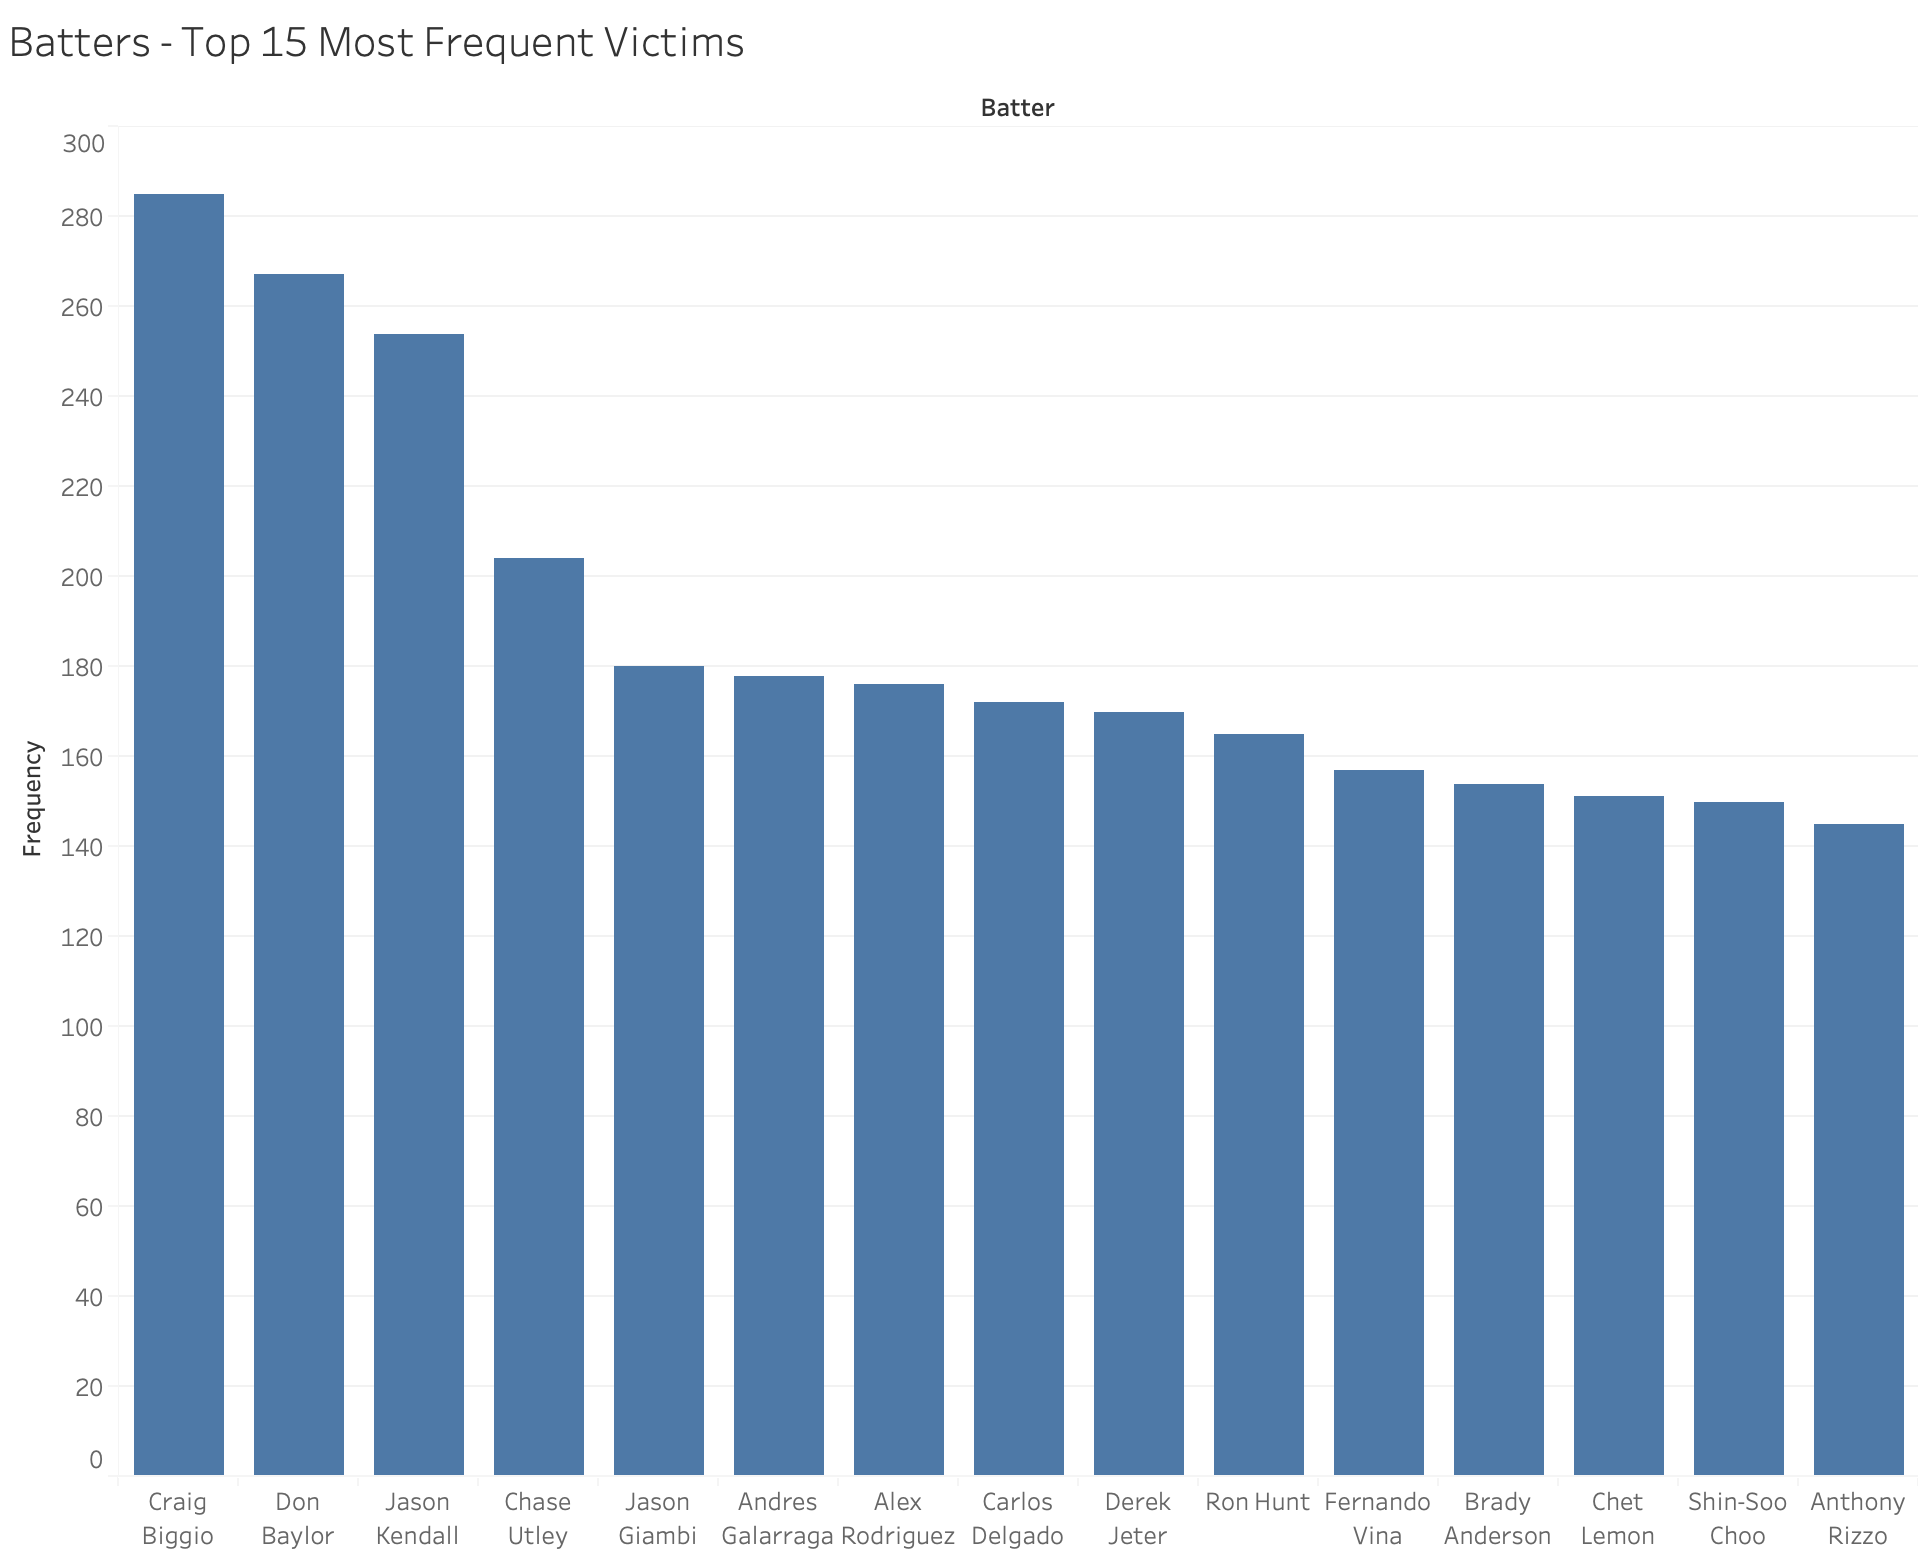 Batters - Top 15 Most Frequent Victims
Batter
300
280
260
240
220
200
180
160
140
120
100
80
60
40
20
0
Frequency
Craig Biggio
Don Baylor
Jason Kendall
Chase Utley
Jason Giambi
Andres Galarraga
Alex Rodriguez
Carlos Delgado
Derek Jeter
Ron Hunt
Fernando Vina
Brady Anderson
Chet Lemon
Shin-Soo Choo
Anthony Rizzo